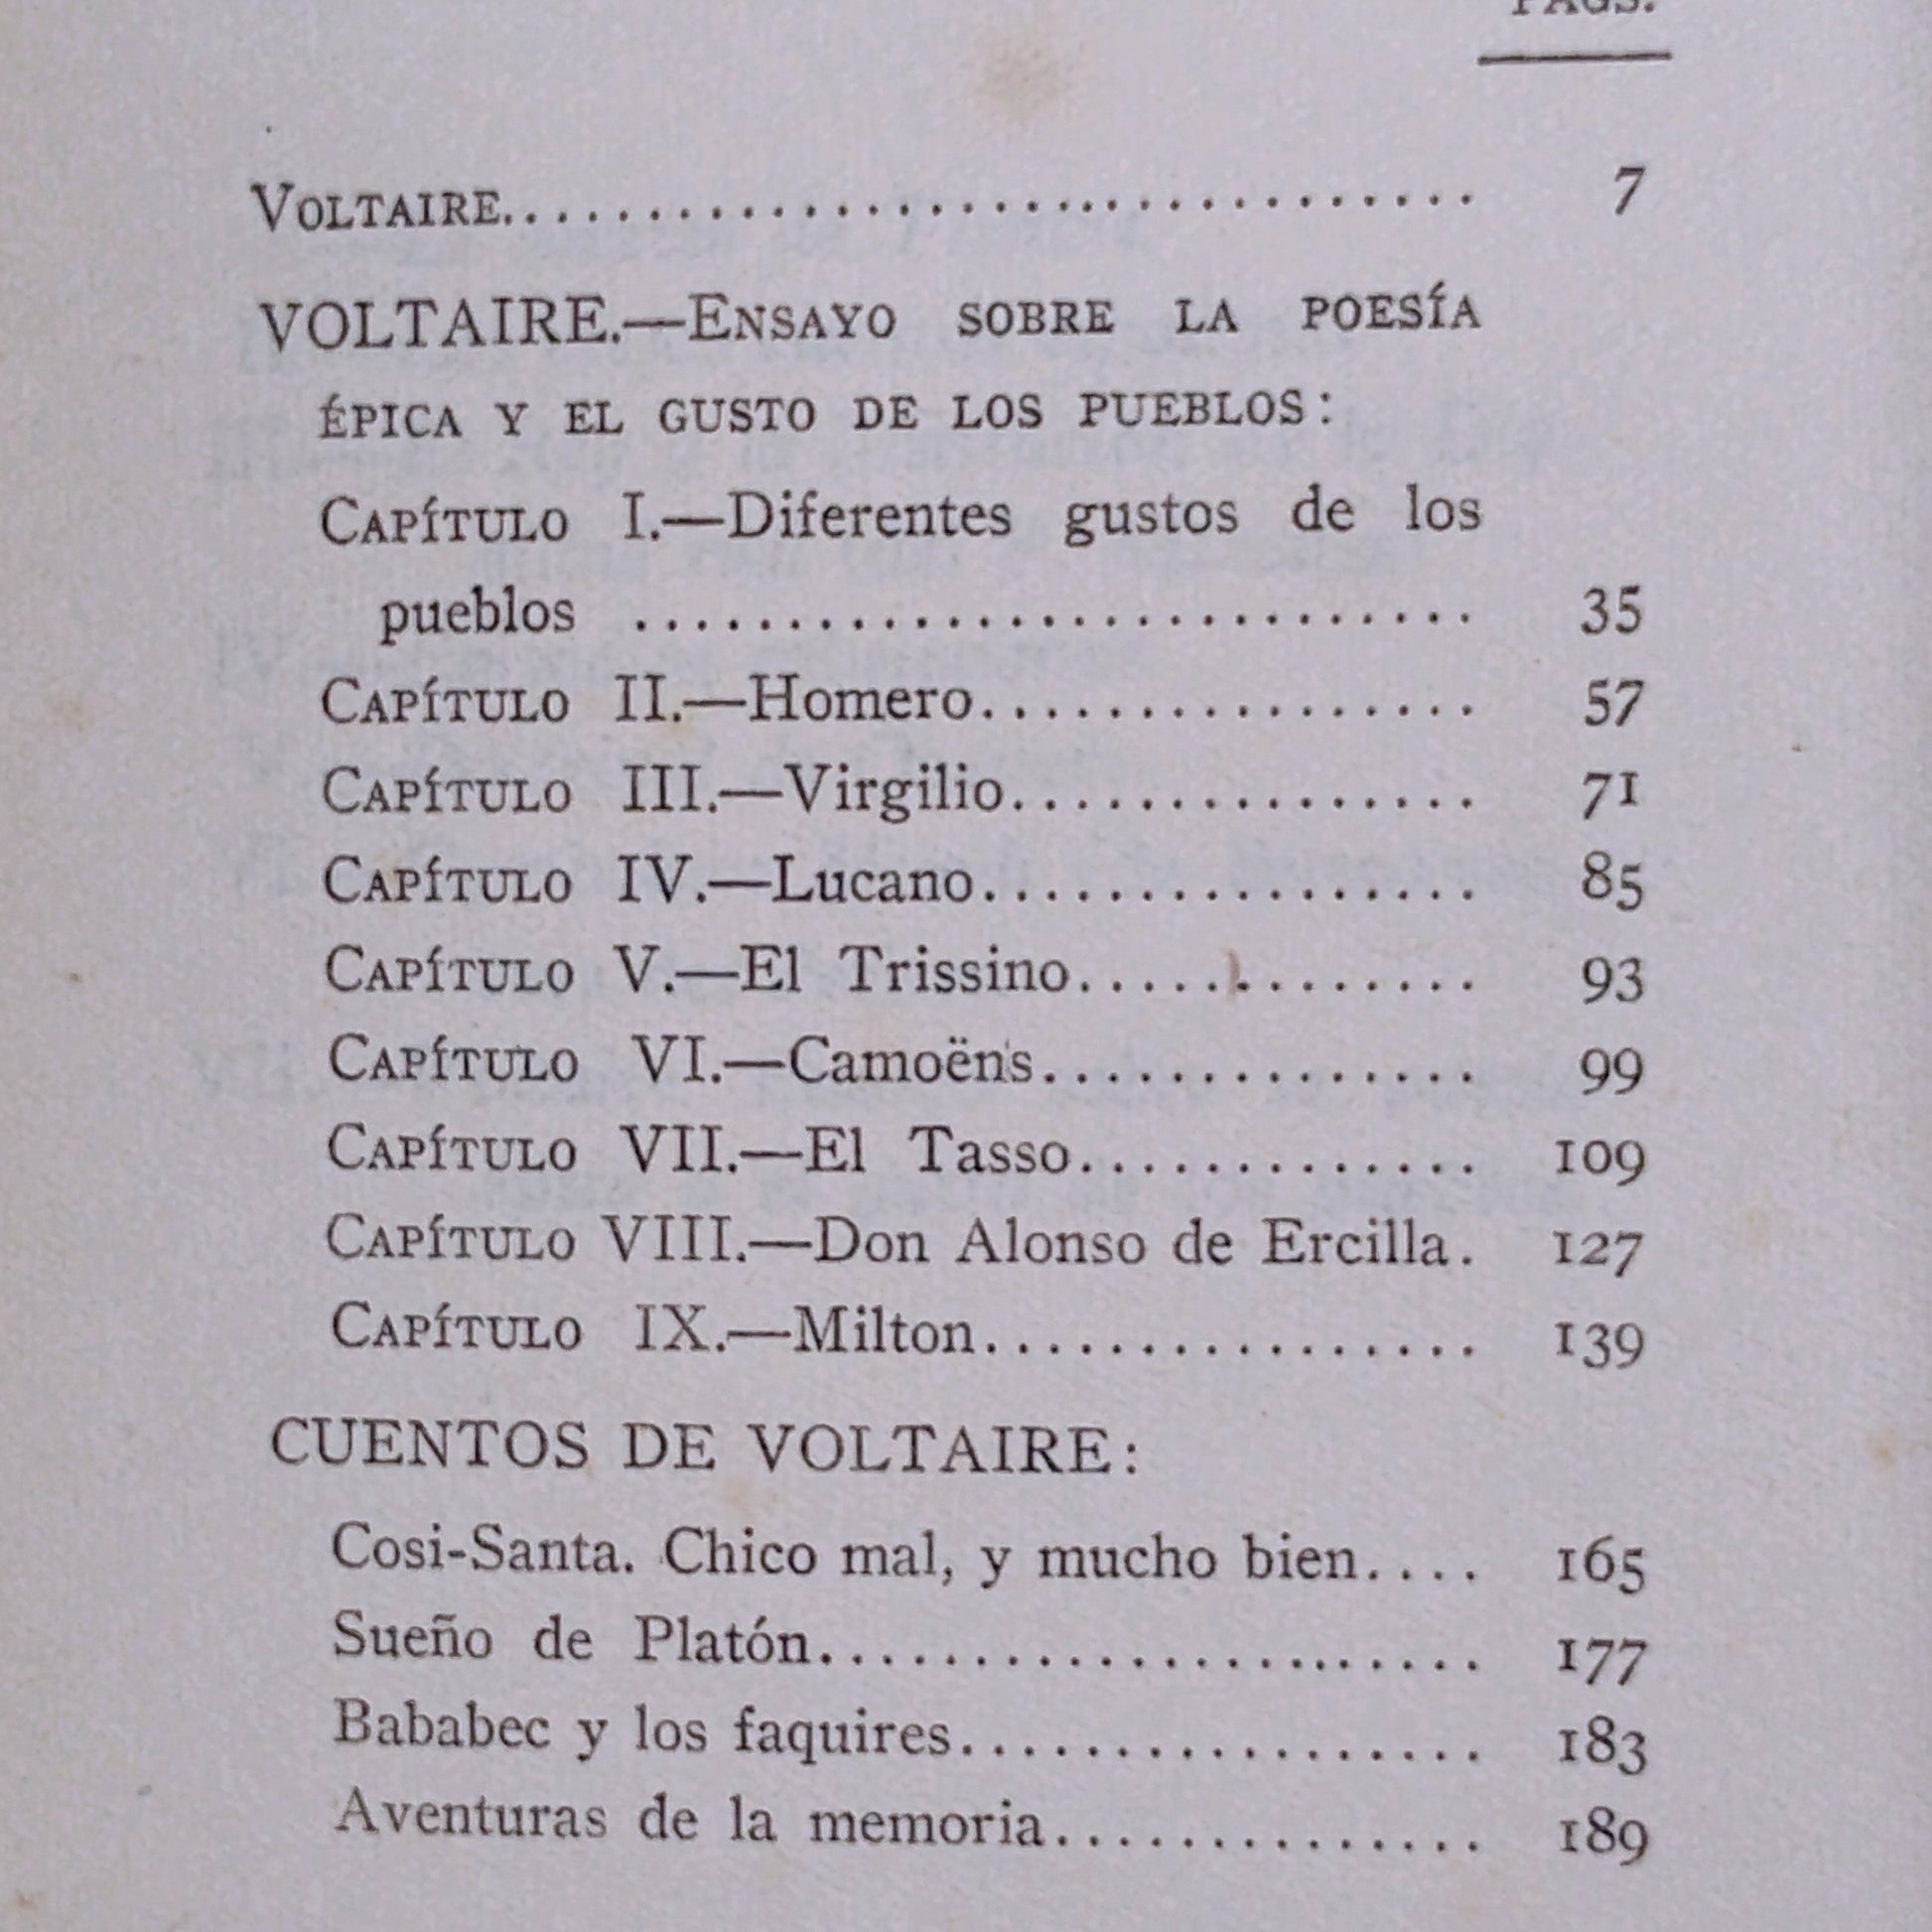 PÁGS.
VOLTAIRE.............................. 7
VOLTAIRE.—ENSAYO SOBRE LA POESÍA
ÉPICA Y EL GUSTO DE LOS PUEBLOS:
CAPÍTULO I.—Diferentes gustos de los
pueblos ........................... 35
CAPÍTULO II.—Homero................ 57
CAPÍTULO III.—Virgilio............... 71
CAPÍTULO IV.—Lucano................ 85
CAPÍTULO V.—El Trissino............. 93
CAPÍTULO VI.—Camoëns.............. 99
CAPÍTULO VII.—El Tasso............. 109
CAPÍTULO VIII.—Don Alonso de Ercilla. 127
CAPÍTULO IX.—Milton................ 139
CUENTOS DE VOLTAIRE:
Cosi-Santa. Chico mal, y mucho bien.... 165
Sueño de Platón...................... 177
Bababec y los faquires................. 183
Aventuras de la memoria.............. 189